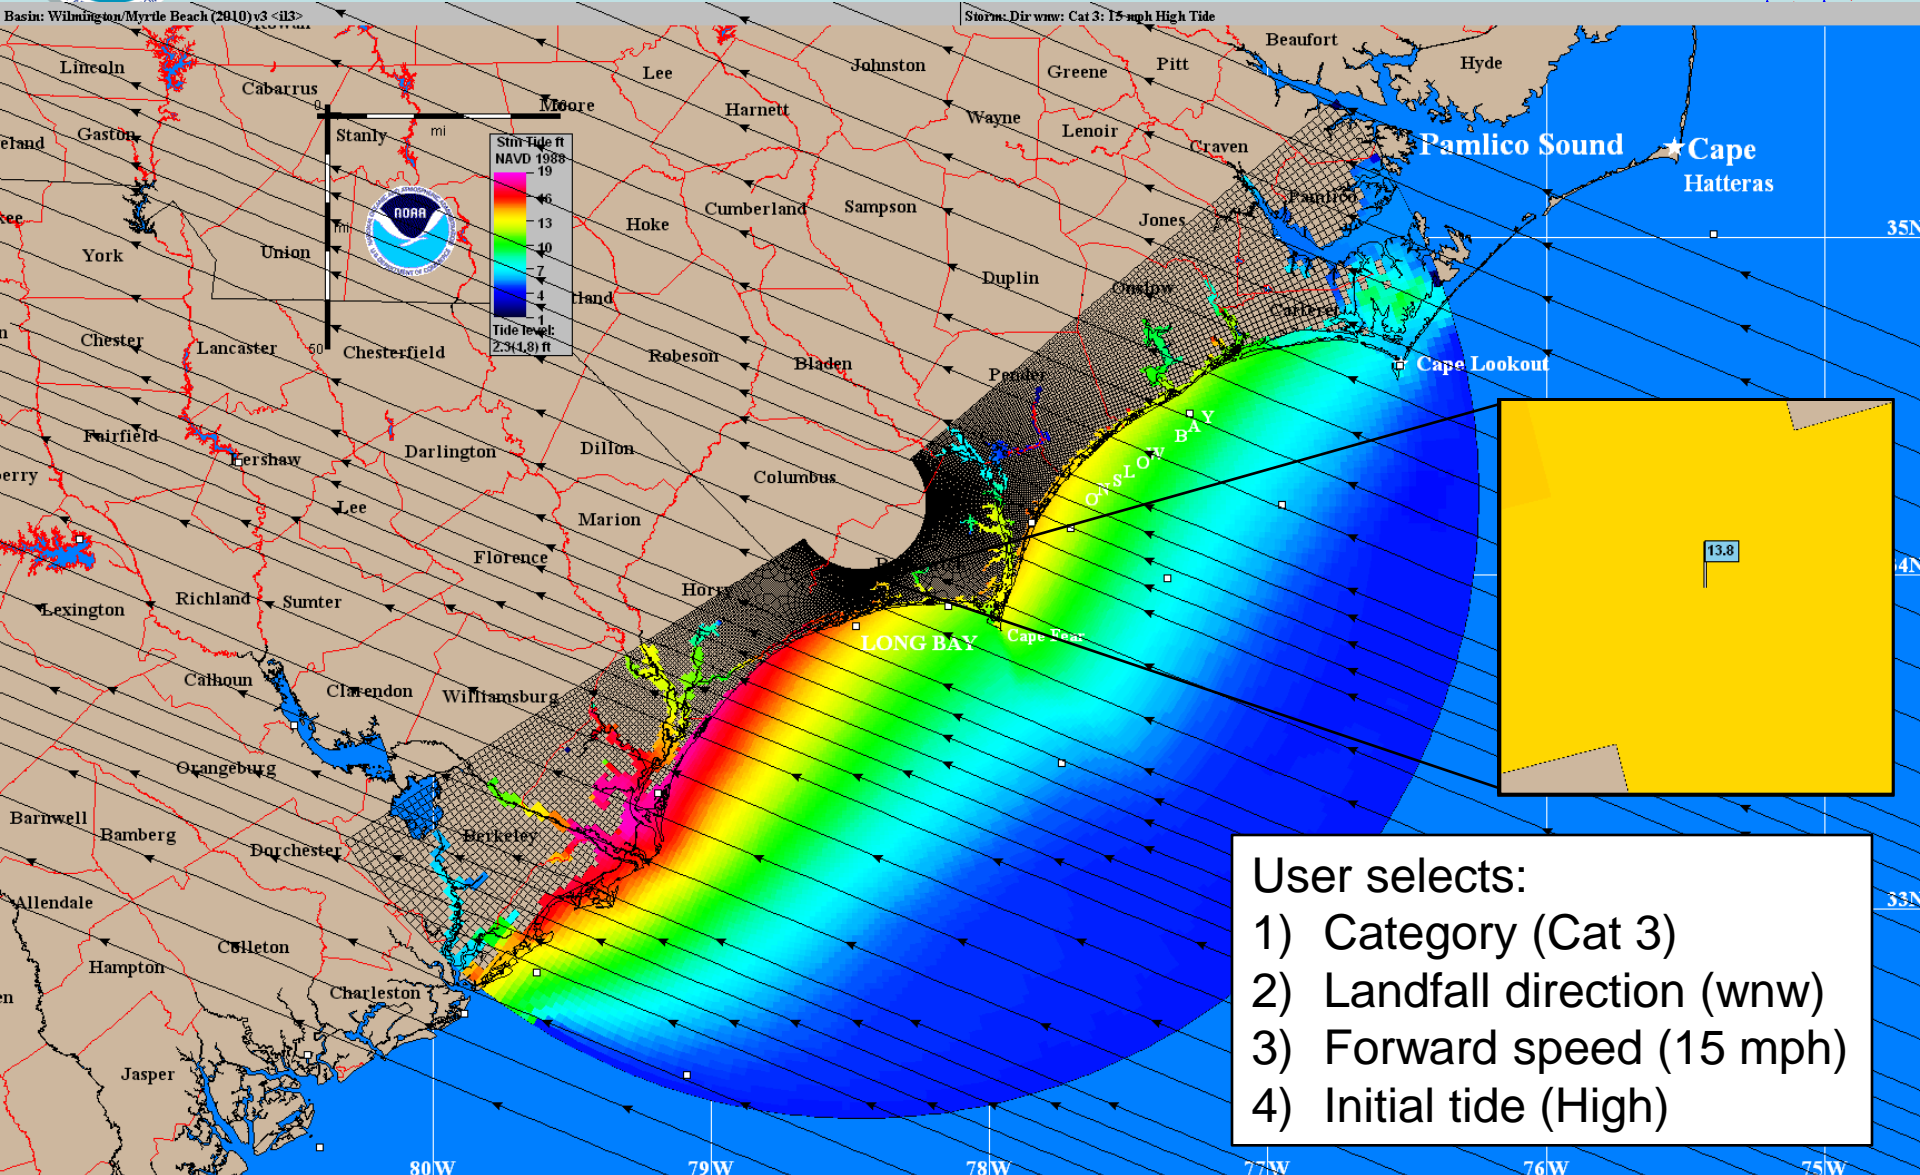 Basin: Wilmington/Myrtle Beach (2010) v3 <il3>
Storm: Dir wnw: Cat 3: 15 mph High Tide
Beaufort
Hyde
Pitt
Greene
Johnston
Lee
Lincoln
Cabarrus
Moore
Harnett
Wayne
Lenoir
Craven
Gaston
Stanly
0
mi
mi
50
Stm Tide ft
NAVD 1988
19
16
13
10
7
4
1
Tide level:
2.3(1.8) ft
NOAA
Pamlico Sound
Cape
Hatteras
Pamlico
Jones
Sampson
Cumberland
Hoke
Union
York
35N
Duplin
Onslow
Carteret
Chester
Lancaster
Chesterfield
Robeson
Bladen
Pender
Cape Lookout
ONSLOW BAY
Fairfield
Kershaw
Darlington
Dillon
Columbus
Lee
Marion
Florence
13.8
34N
Horry
Lexington
Richland
Sumter
LONG BAY
Cape Fear
Calhoun
Clarendon
Williamsburg
Orangeburg
Barnwell
Bamberg
Dorchester
Berkeley
Allendale
Colleton
Hampton
Charleston
33N
Jasper
80W
79W
78W
77W
76W
75W
User selects:
1) Category (Cat 3)
2) Landfall direction (wnw)
3) Forward speed (15 mph)
4) Initial tide (High)